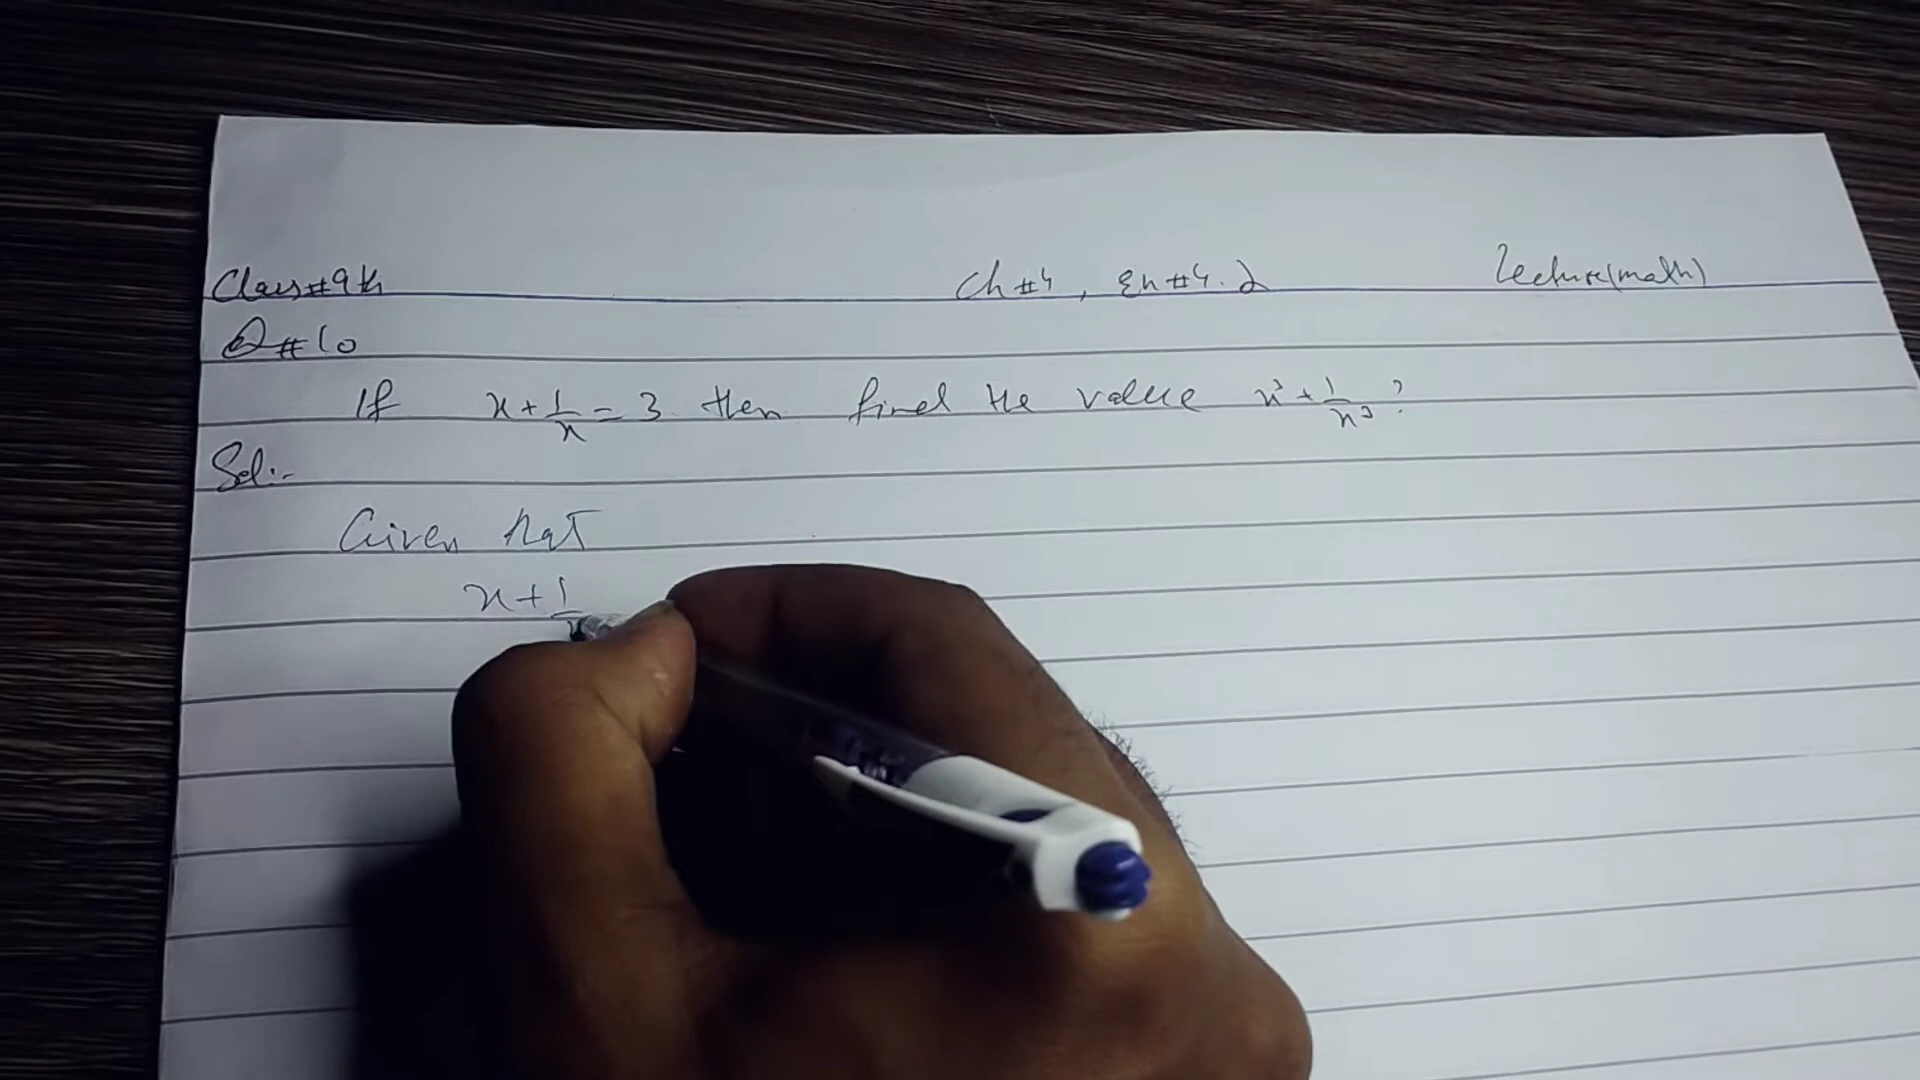 Class#9th Ch#4, Ex#4.2 Lecture(math)
Q#10
If x+1/x=3 then find the value x³+1/x³?
Sol:-
Given that
x+1/x